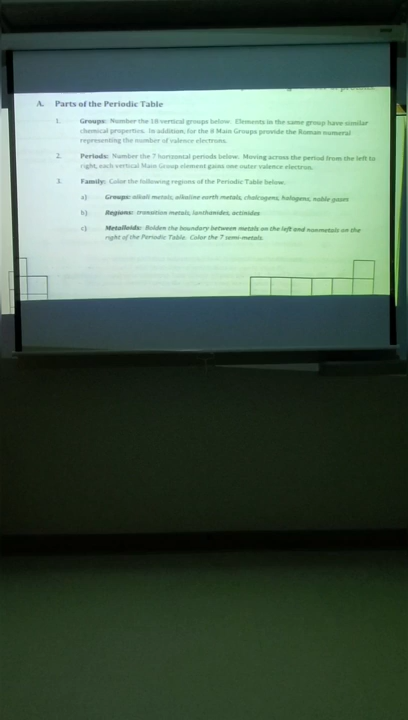 A. Parts of the Periodic Table
1. Groups: Number the 18 vertical groups below. Elements in the same group have similar
chemical properties. In addition, for the 8 Main Groups provide the Roman numeral
representing the number of valence electrons.
2. Periods: Number the 7 horizontal periods below. Moving across the period from the left to
right, each vertical Main Group element gains one outer valence electron.
3. Family: Color the following regions of the Periodic Table below.
a) Groups: alkali metals, alkaline earth metals, chalcogens, halogens, noble gases
b) Regions: transition metals, lanthanides, actinides
c) Metalloids: Bolden the boundary between metals on the left and nonmetals on the
right of the Periodic Table. Color the 7 semi-metals.